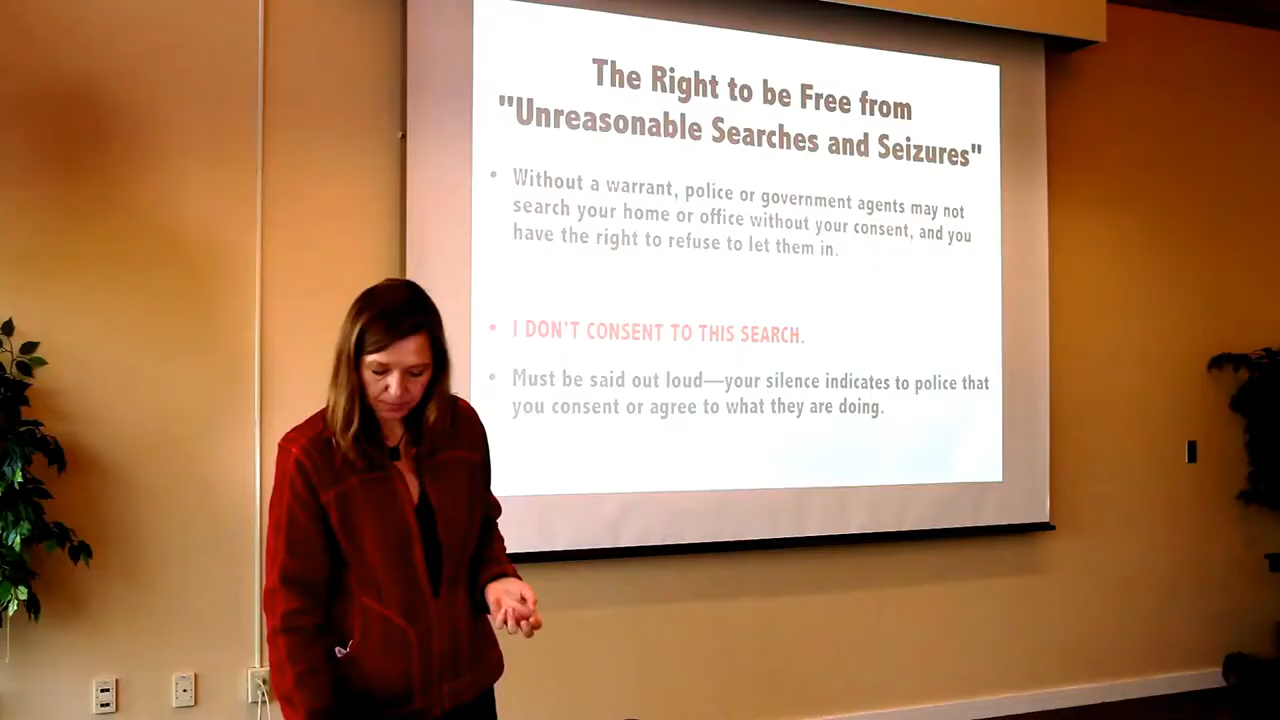 The Right to be Free from
"Unreasonable Searches and Seizures"
• Without a warrant, police or government agents may not
search your home or office without your consent, and you
have the right to refuse to let them in.
• I DON'T CONSENT TO THIS SEARCH.
• Must be said out loud—your silence indicates to police that
you consent or agree to what they are doing.